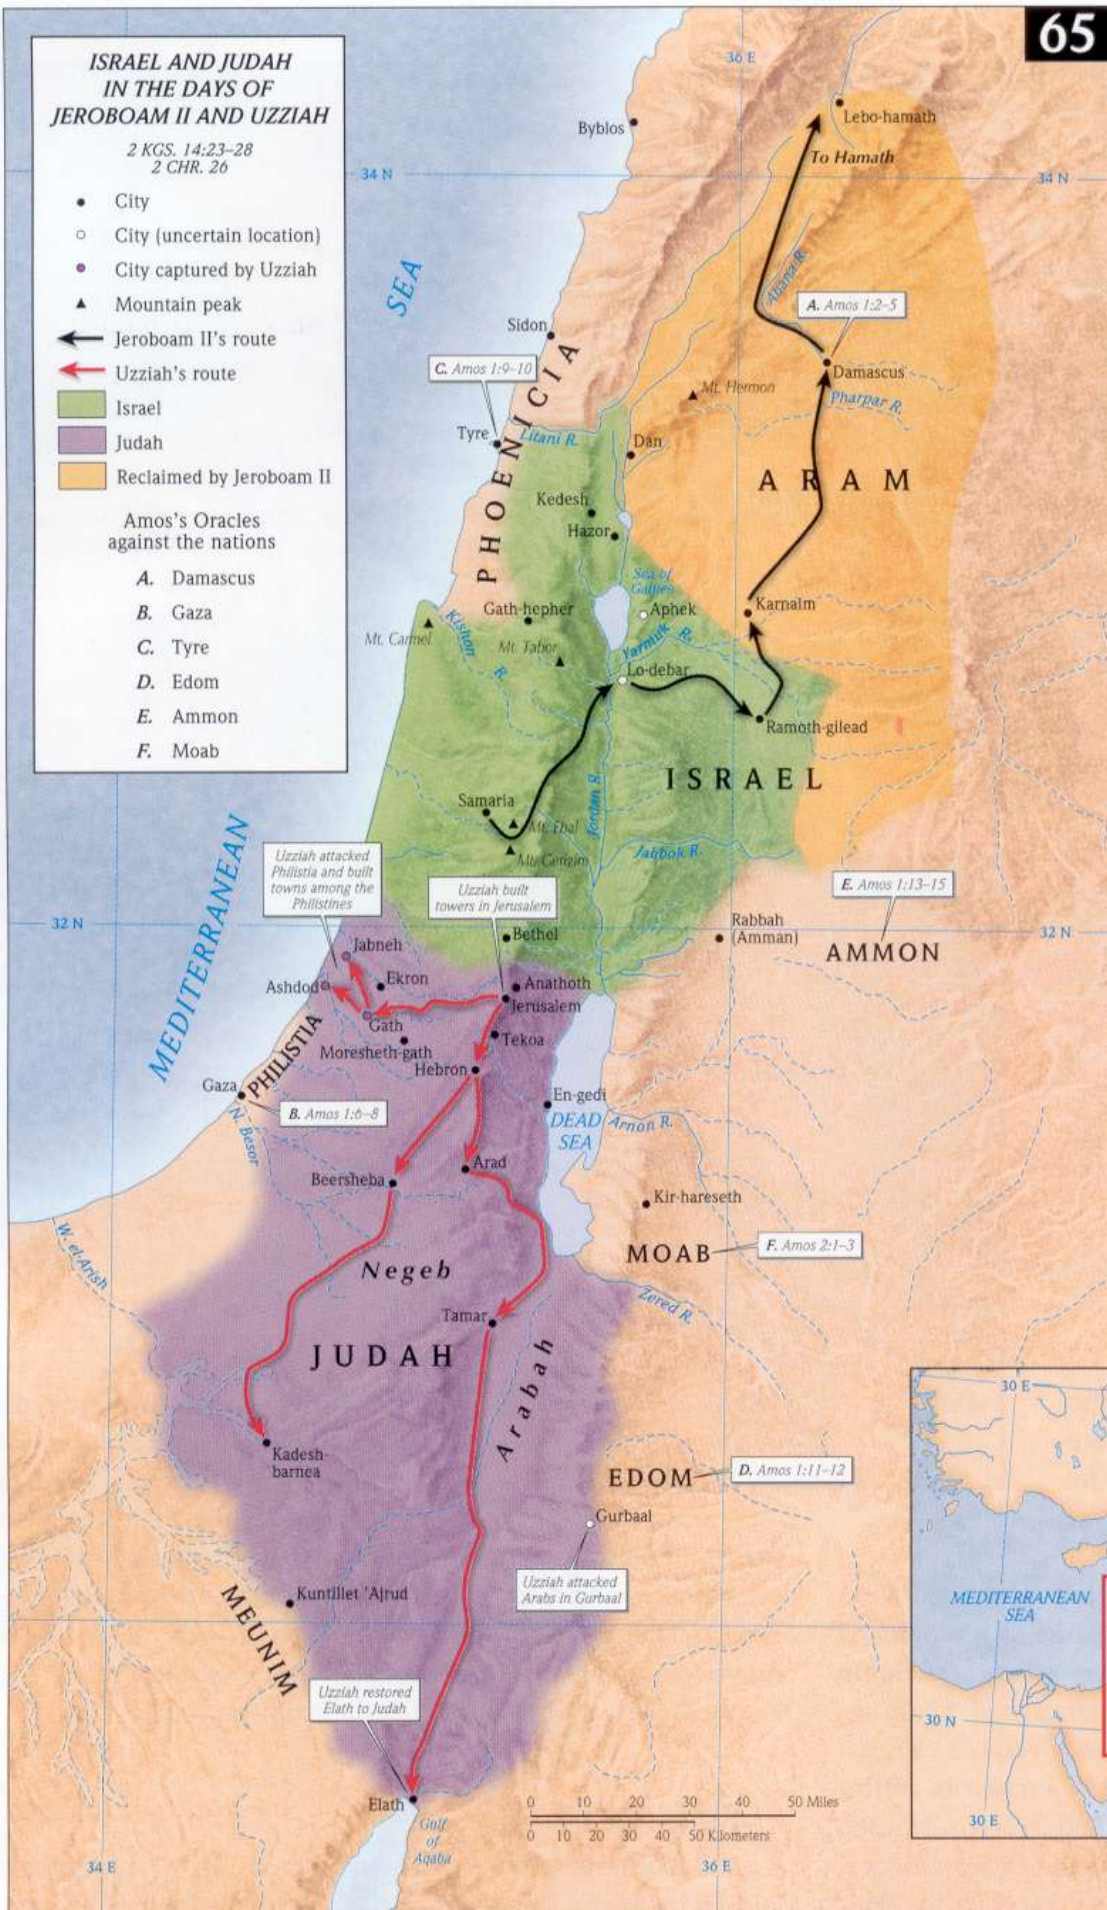 65
ISRAEL AND JUDAH
IN THE DAYS OF
JEROBOAM II AND UZZIAH
2 KGS. 14:23–28
2 CHR. 26
City
City (uncertain location)
City captured by Uzziah
Mountain peak
Jeroboam II's route
Uzziah's route
Israel
Judah
Reclaimed by Jeroboam II
Amos's Oracles
against the nations
A. Damascus
B. Gaza
C. Tyre
D. Edom
E. Ammon
F. Moab
36 E
Byblos
Lebo-hamath
To Hamath
34 N
34 N
SEA
Abana R.
A. Amos 1:2–5
Sidon
C. Amos 1:9–10
Damascus
Mt. Hermon
Pharpar R.
PHOENICIA
Tyre
Litani R.
Dan
ARAM
Kedesh
Hazor
Sea of
Galilee
Gath-hepher
Aphek
Karnaim
Mt. Carmel
Kishon R.
Mt. Tabor
Yarmuk R.
Lo-debar
Ramoth-gilead
ISRAEL
Samaria
Mt. Ebal
Jordan R.
Mt. Gerizim
Jabbok R.
MEDITERRANEAN
Uzziah attacked
Philistia and built
towns among the
Philistines
Uzziah built
towers in Jerusalem
E. Amos 1:13–15
32 N
Bethel
Rabbah
(Amman)
32 N
AMMON
Jabneh
Ashdod
Ekron
Anathoth
Jerusalem
Gath
Moresheth-gath
Tekoa
PHILISTIA
Hebron
Gaza
B. Amos 1:6–8
En-gedi
N. Besor
DEAD
SEA
Arnon R.
Arad
Beersheba
Kir-hareseth
W. el-Arish
MOAB
F. Amos 2:1–3
Negeb
Zered R.
Tamar
JUDAH
Arabah
30 E
Kadesh-
barnea
EDOM
D. Amos 1:11–12
Gurbaal
Uzziah attacked
Arabs in Gurbaal
MEUNIM
Kuntillet 'Ajrud
MEDITERRANEAN
SEA
Uzziah restored
Elath to Judah
30 N
Elath
0 10 20 30 40 50 Miles
0 10 20 30 40 50 Kilometers
Gulf
of
Aqaba
30 E
34 E
36 E